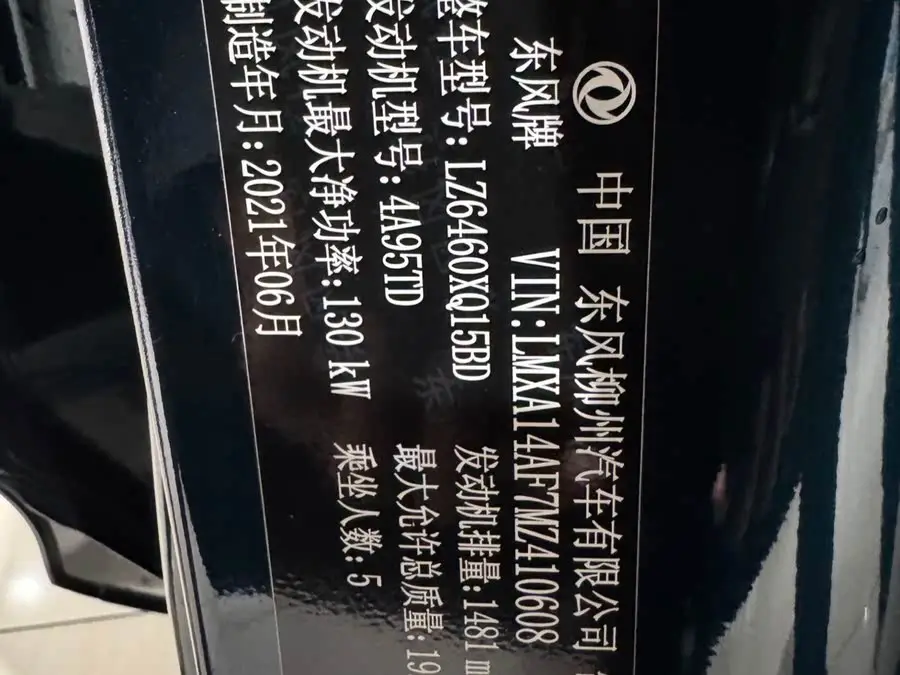 中国 东风柳州汽车有限公司
东风牌 VIN:LMXA14AF7MZ410608
整车型号:LZ6460XQ15BD 发动机排量:1481 m
发动机型号:4A95TD 最大允许总质量:19
发动机最大净功率:130 kW 乘坐人数:5
制造年月:2021年06月